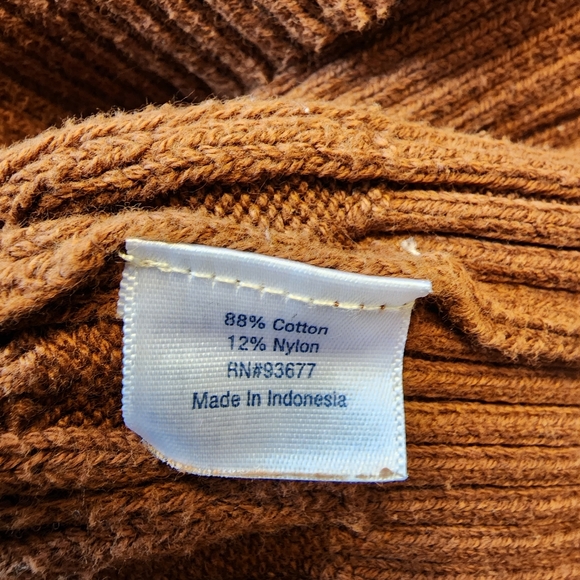 88% Cotton
12% Nylon
RN#93677
Made In Indonesia